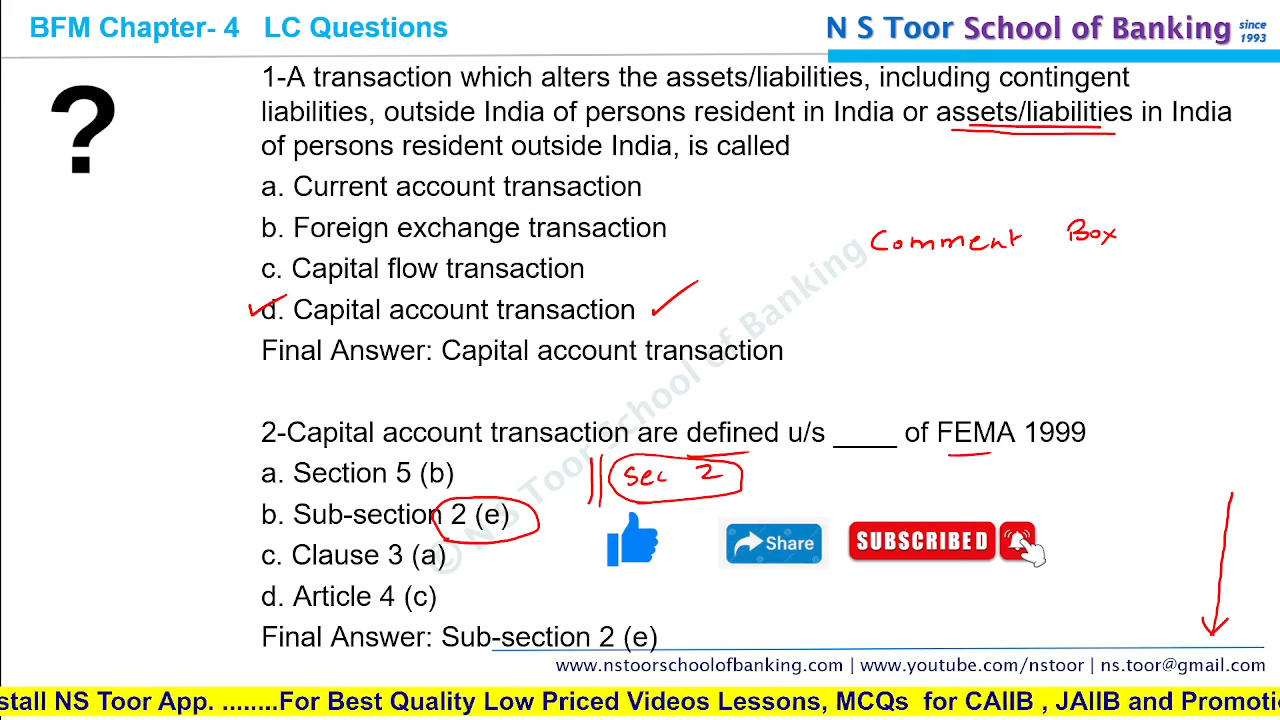 BFM Chapter- 4 LC Questions
N S Toor School of Banking since 1993
?
1-A transaction which alters the assets/liabilities, including contingent
liabilities, outside India of persons resident in India or assets/liabilities in India
of persons resident outside India, is called
a. Current account transaction
b. Foreign exchange transaction
Comment Box
c. Capital flow transaction
d. Capital account transaction
Final Answer: Capital account transaction
© N S Toor School of Banking
2-Capital account transaction are defined u/s ____ of FEMA 1999
a. Section 5 (b)
Sec 2
b. Sub-section 2 (e)
Share
SUBSCRIBED
c. Clause 3 (a)
d. Article 4 (c)
Final Answer: Sub-section 2 (e)
www.nstoorschoolofbanking.com | www.youtube.com/nstoor | ns.toor@gmail.com
stall NS Toor App. ........For Best Quality Low Priced Videos Lessons, MCQs for CAIIB , JAIIB and Promoti